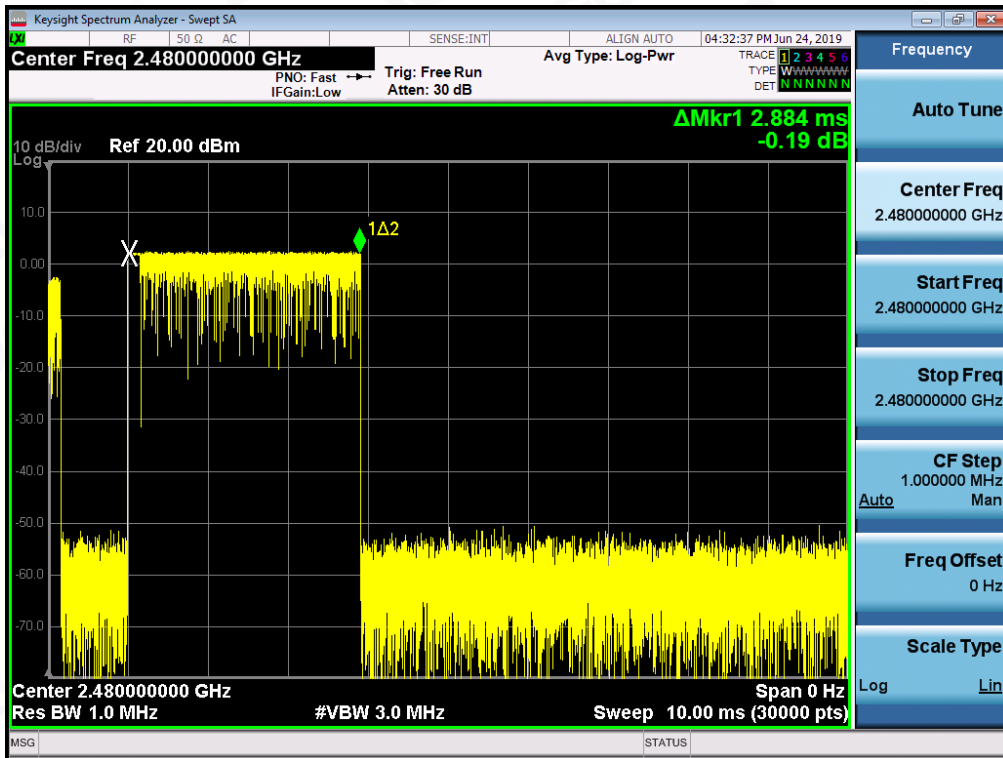 Keysight Spectrum Analyzer - Swept SA
LXI RF 50 Ω AC SENSE:INT ALIGN AUTO 04:32:37 PM Jun 24, 2019
Center Freq 2.480000000 GHz
PNO: Fast
IFGain:Low
Trig: Free Run
Atten: 30 dB
Avg Type: Log-Pwr
TRACE 1 2 3 4 5 6
TYPE WWWWWW
DET N N N N N N
ΔMkr1 2.884 ms
-0.19 dB
10 dB/div Ref 20.00 dBm
Log
10.0
0.00
-10.0
-20.0
-30.0
-40.0
-50.0
-60.0
-70.0
1Δ2
X
Center 2.480000000 GHz Span 0 Hz
Res BW 1.0 MHz #VBW 3.0 MHz Sweep 10.00 ms (30000 pts)
MSG STATUS
Frequency
Auto Tune
Center Freq
2.480000000 GHz
Start Freq
2.480000000 GHz
Stop Freq
2.480000000 GHz
CF Step
1.000000 MHz
Auto Man
Freq Offset
0 Hz
Scale Type
Log Lin